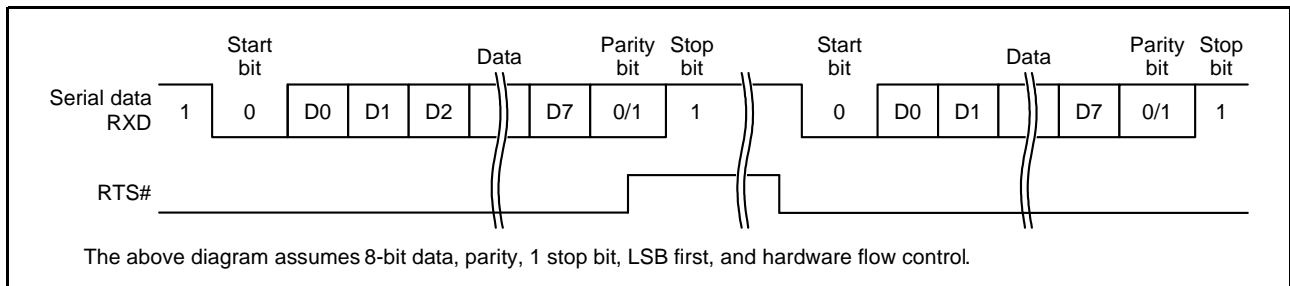 Start bit Data Parity bit Stop bit Start bit Data Parity bit Stop bit
Serial data RXD 1 0 D0 D1 D2 D7 0/1 1 0 D0 D1 D7 0/1 1
RTS#
The above diagram assumes 8-bit data, parity, 1 stop bit, LSB first, and hardware flow control.